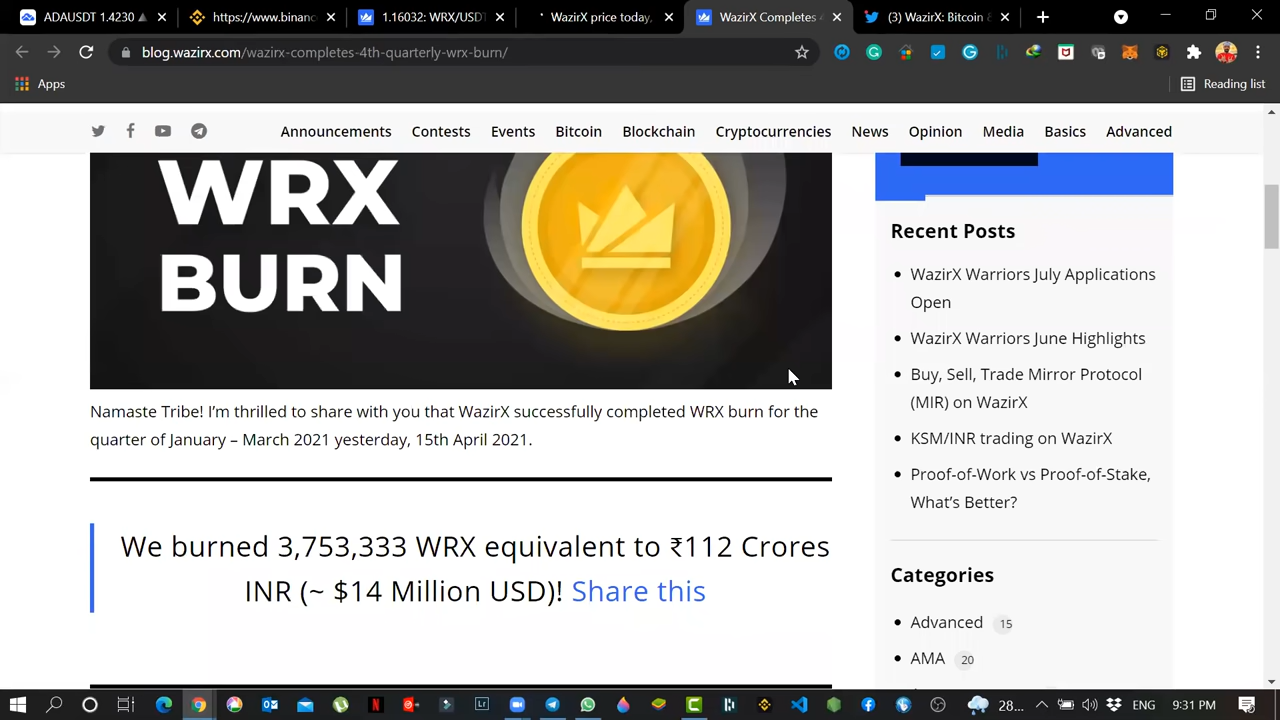 ADAUSDT 1.4230
https://www.binanc
1.16032: WRX
WazirX price today,
WazirX Completes 4
(3) WazirX: Bitcoin &
blog.wazirx.com/wazirx-completes-4th-quarterly-wrx-burn/
Apps
Reading list
Announcements Contests Events Bitcoin Blockchain Cryptocurrencies News Opinion Media Basics Advanced
WRX
BURN
Namaste Tribe! I’m thrilled to share with you that WazirX successfully completed WRX burn for the
quarter of January – March 2021 yesterday, 15th April 2021.
We burned 3,753,333 WRX equivalent to ₹112 Crores
INR (~ $14 Million USD)! Share this
Recent Posts
WazirX Warriors July Applications
Open
WazirX Warriors June Highlights
Buy, Sell, Trade Mirror Protocol
(MIR) on WazirX
KSM/INR trading on WazirX
Proof-of-Work vs Proof-of-Stake,
What’s Better?
Categories
Advanced 15
AMA 20
28...
ENG
9:31 PM